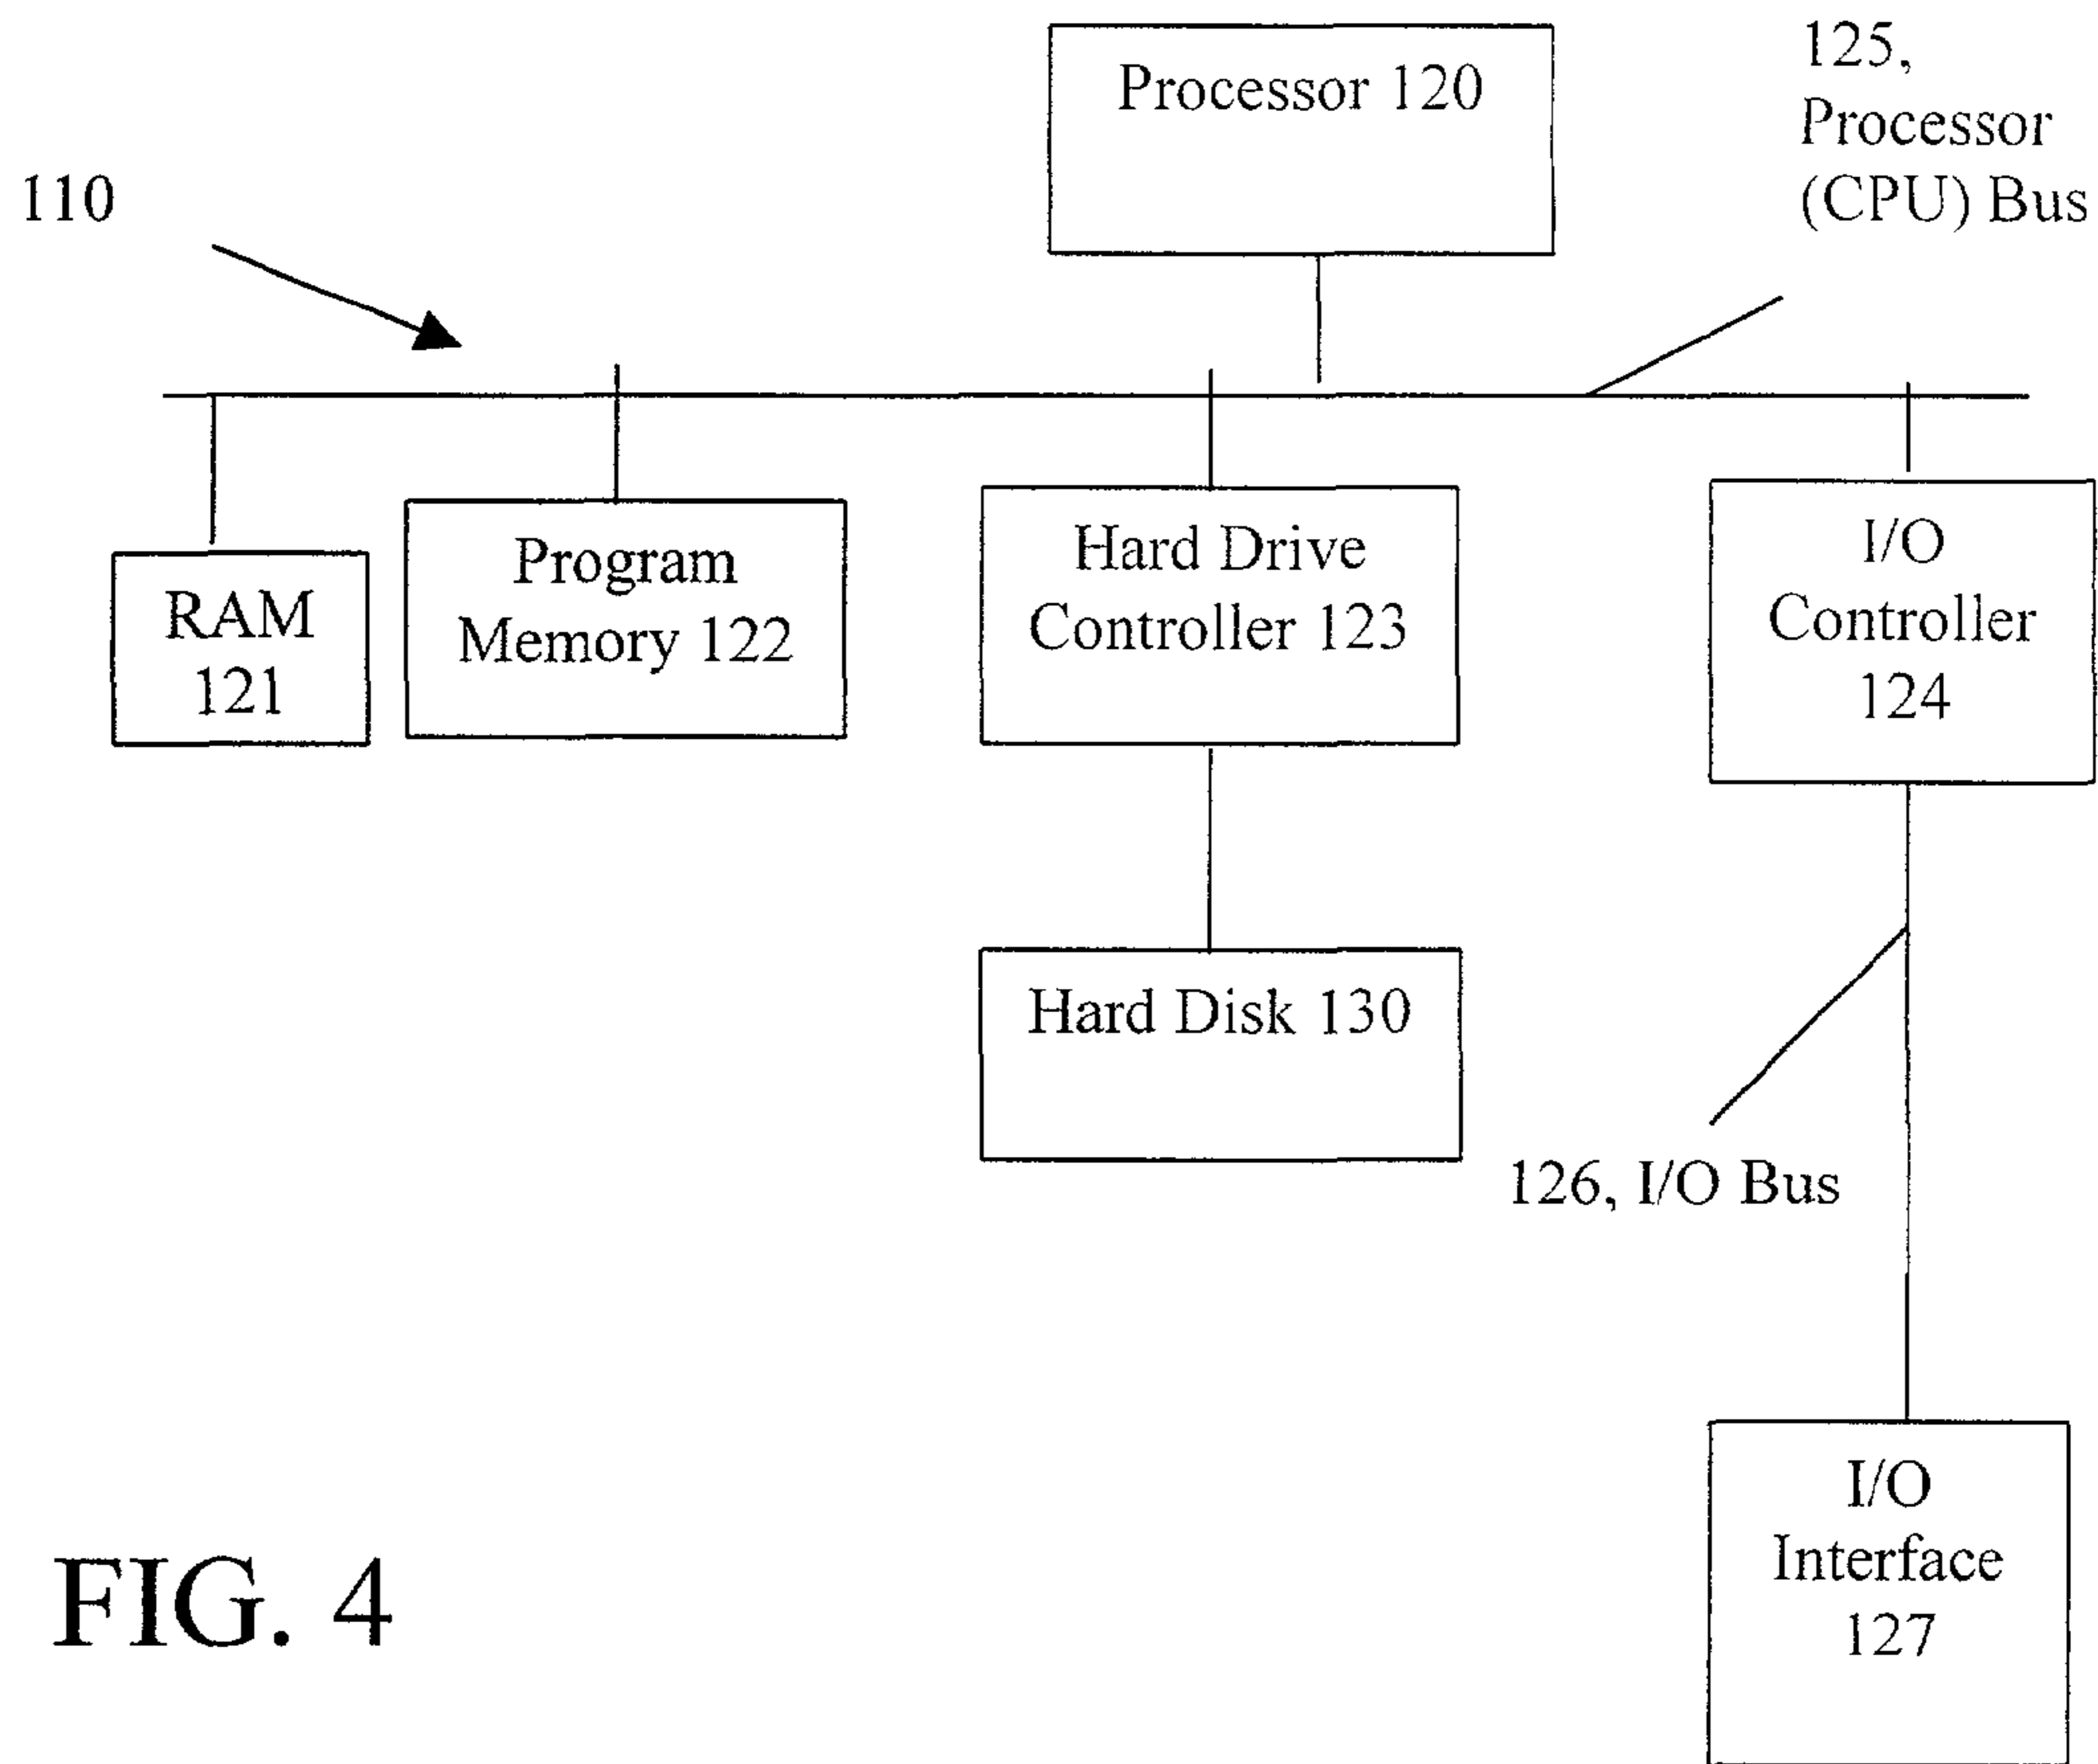 Processor 120
125,
Processor
(CPU) Bus
110
RAM
121
Program
Memory 122
Hard Drive
Controller 123
I/O
Controller
124
Hard Disk 130
126, I/O Bus
I/O
Interface
127
FIG. 4